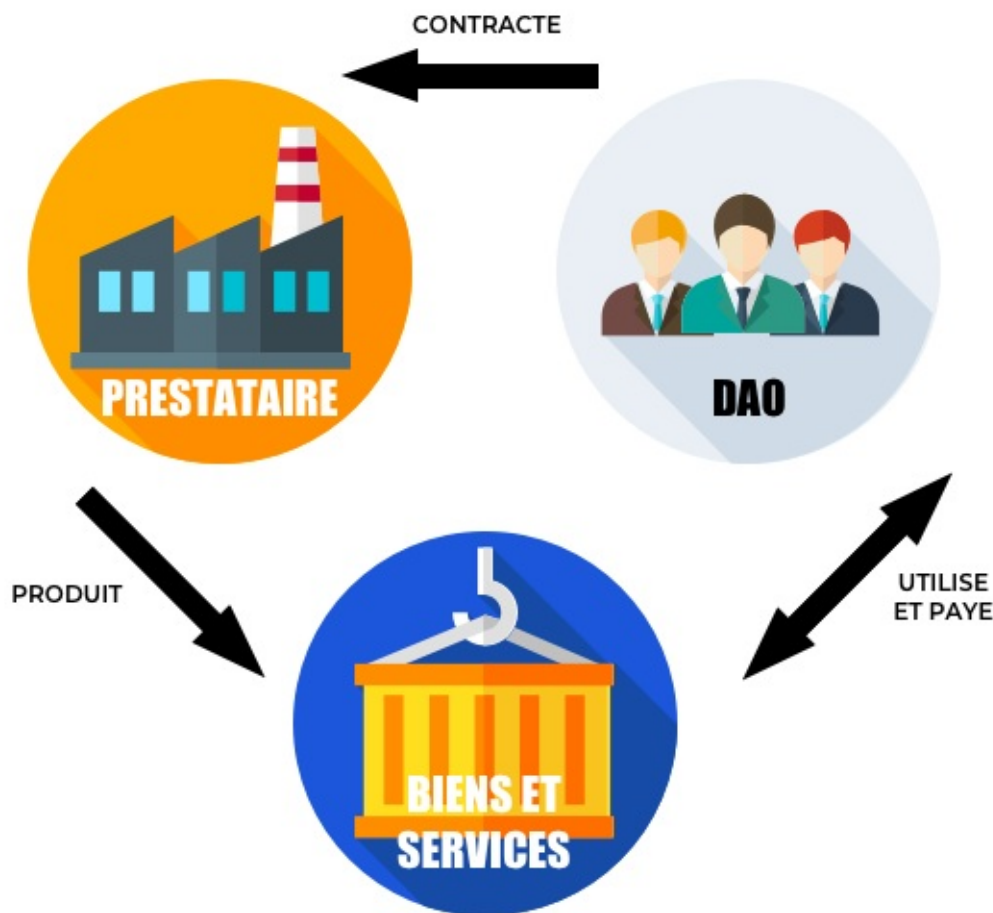 CONTRACTE
PRESTATAIRE
DAO
PRODUIT
UTILISE
ET PAYE
BIENS ET
SERVICES